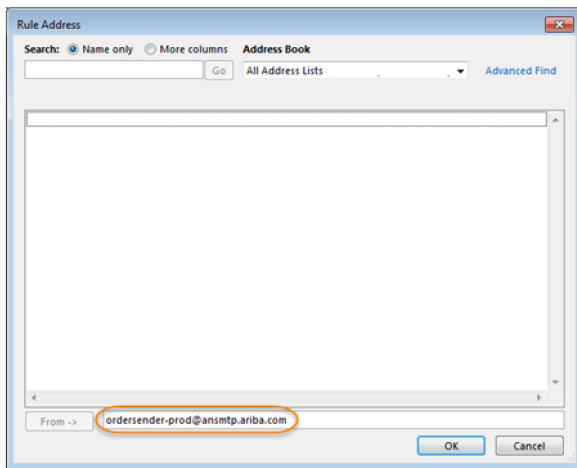 Rule Address
Search: Name only More columns Address Book
Go All Address Lists Advanced Find
From -> ordersender-prod@ansmtp.ariba.com
OK Cancel